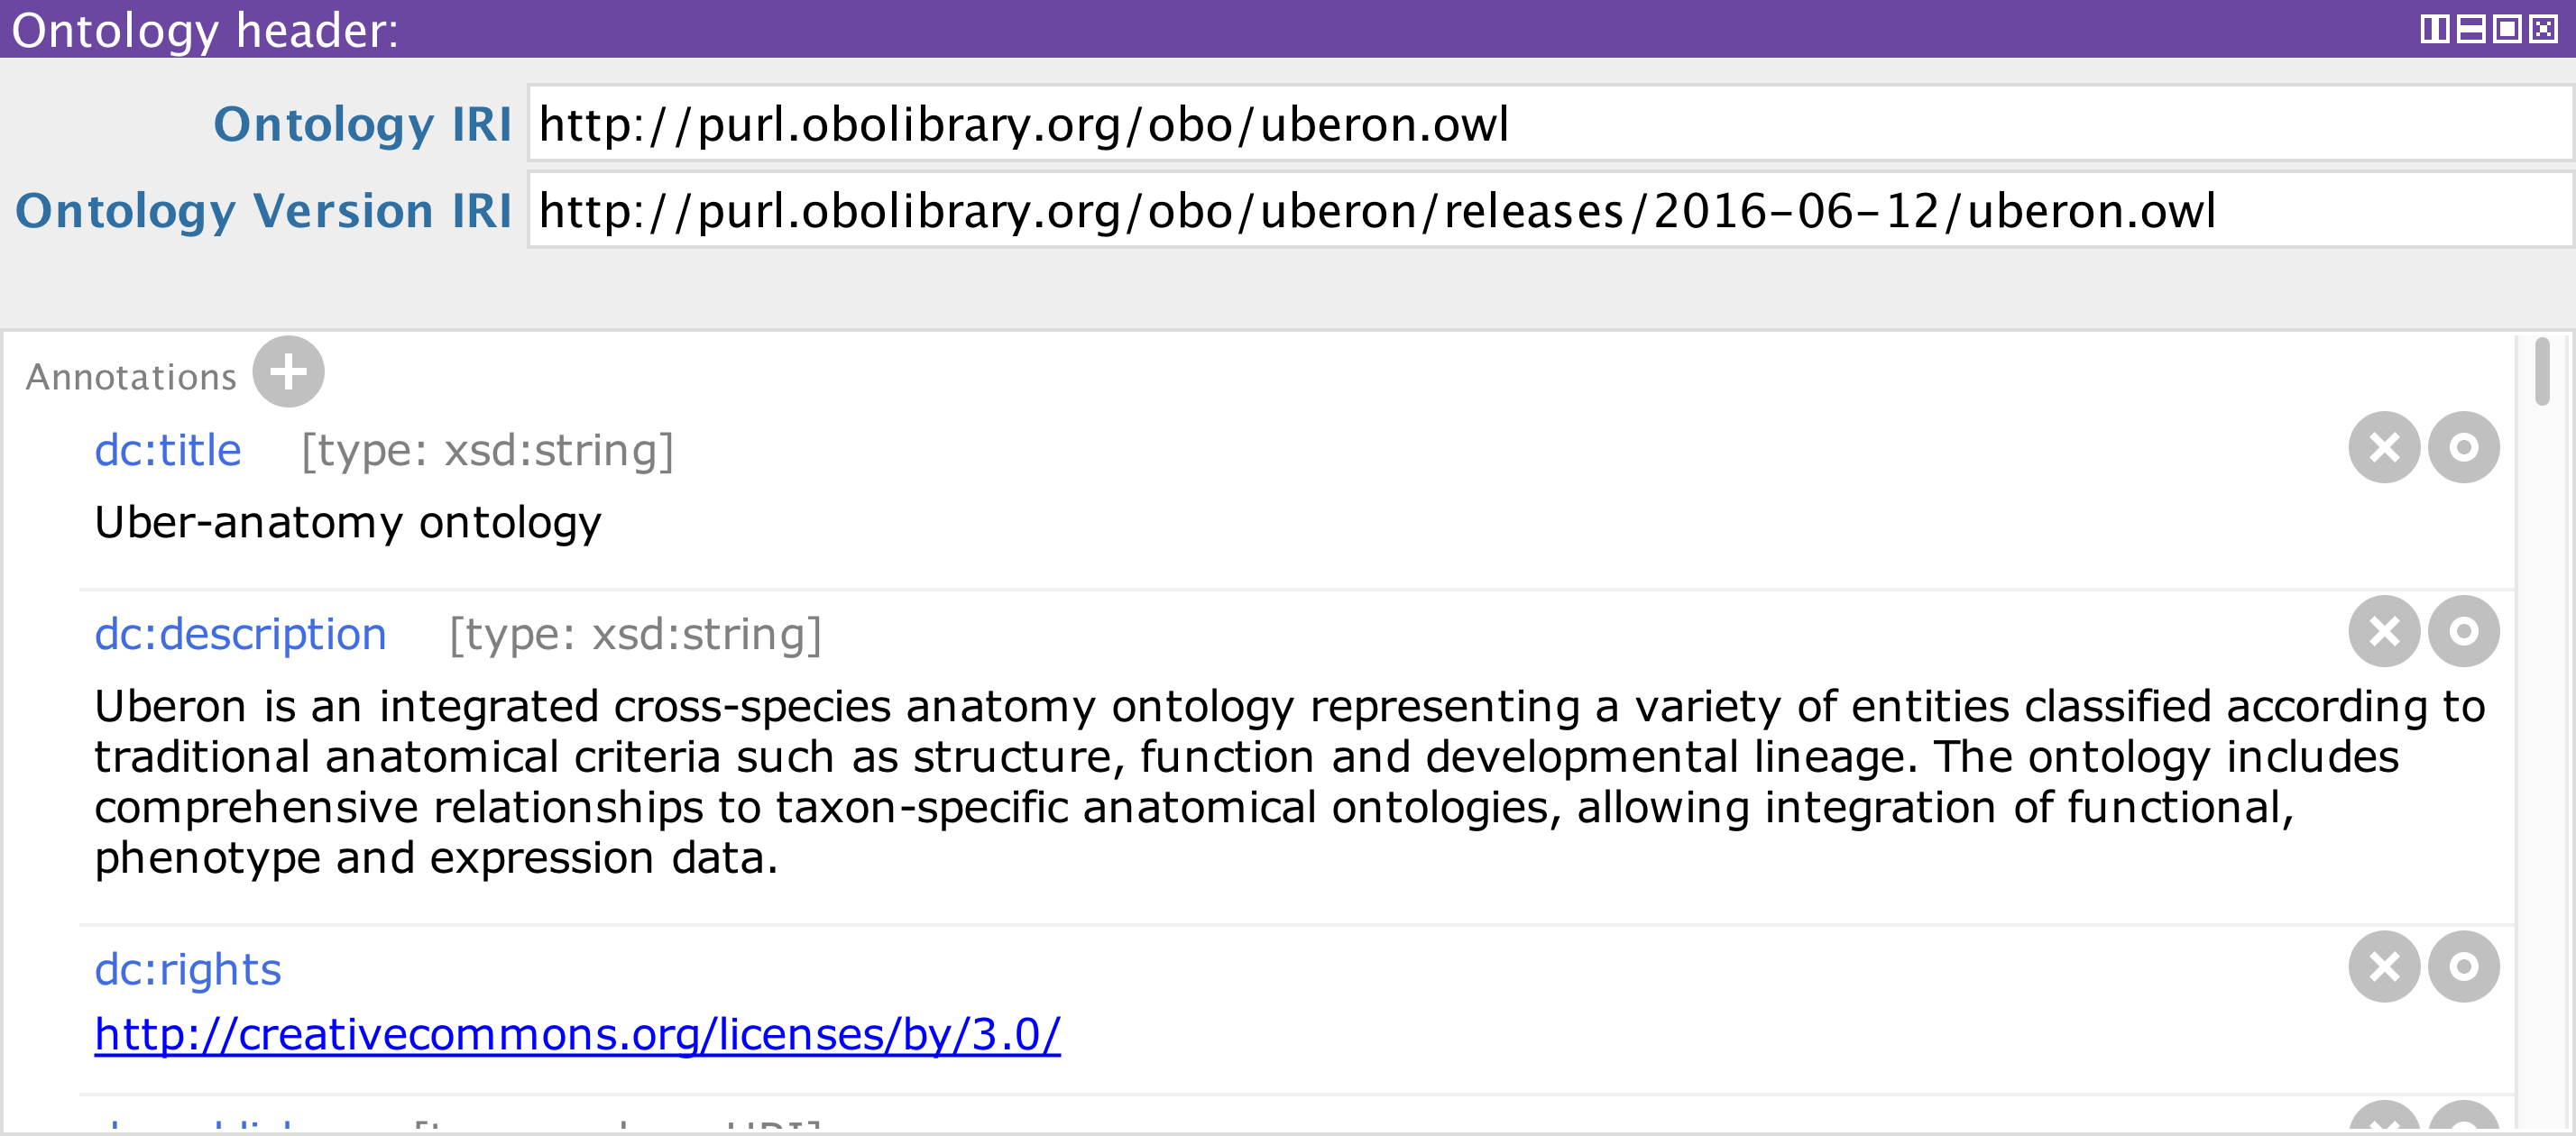 Ontology header:
Ontology IRI http://purl.obolibrary.org/obo/uberon.owl
Ontology Version IRI http://purl.obolibrary.org/obo/uberon/releases/2016-06-12/uberon.owl
Annotations
dc:title [type: xsd:string]
Uber-anatomy ontology
dc:description [type: xsd:string]
Uberon is an integrated cross-species anatomy ontology representing a variety of entities classified according to
traditional anatomical criteria such as structure, function and developmental lineage. The ontology includes
comprehensive relationships to taxon-specific anatomical ontologies, allowing integration of functional,
phenotype and expression data.
dc:rights
http://creativecommons.org/licenses/by/3.0/